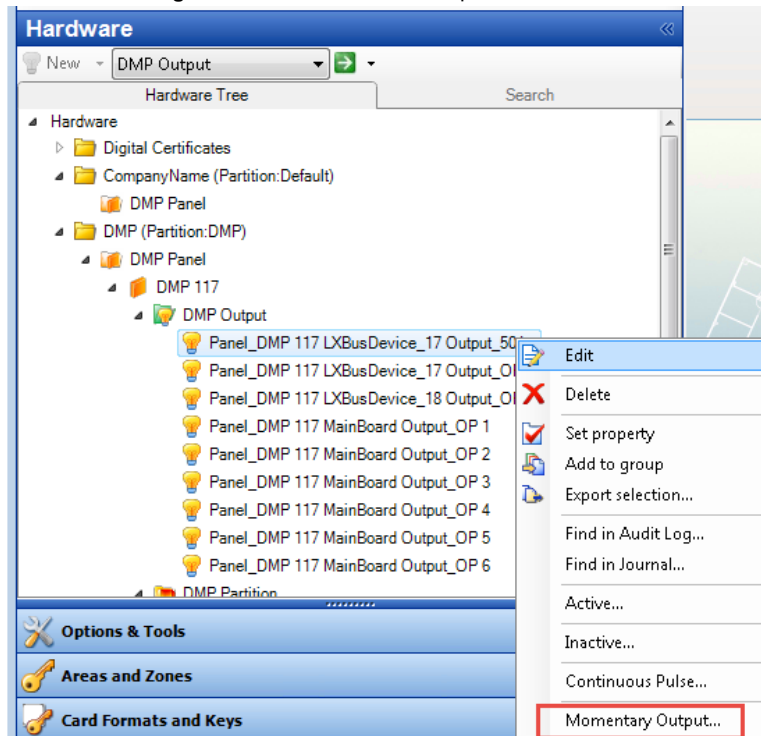 Hardware
New DMP Output
Hardware Tree Search
Hardware
Digital Certificates
CompanyName (Partition:Default)
DMP Panel
DMP (Partition:DMP)
DMP Panel
DMP 117
DMP Output
Panel_DMP 117 LXBusDevice_17 Output_50
Panel_DMP 117 LXBusDevice_17 Output_O
Panel_DMP 117 LXBusDevice_18 Output_O
Panel_DMP 117 MainBoard Output_OP 1
Panel_DMP 117 MainBoard Output_OP 2
Panel_DMP 117 MainBoard Output_OP 3
Panel_DMP 117 MainBoard Output_OP 4
Panel_DMP 117 MainBoard Output_OP 5
Panel_DMP 117 MainBoard Output_OP 6
DMP Partition
Options & Tools
Areas and Zones
Card Formats and Keys
Edit
Delete
Set property
Add to group
Export selection...
Find in Audit Log...
Find in Journal...
Active...
Inactive...
Continuous Pulse...
Momentary Output...